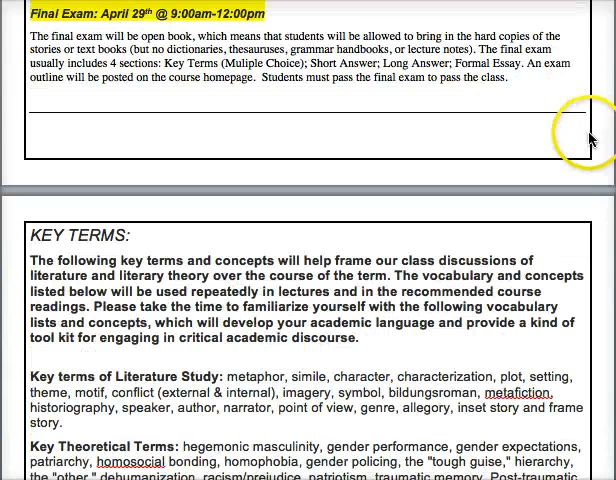 Final Exam: April 29th @ 9:00am-12:00pm
The final exam will be open book, which means that students will be allowed to bring in the hard copies of the
stories or text books (but no dictionaries, thesauruses, grammar handbooks, or lecture notes). The final exam
usually includes 4 sections: Key Terms (Muliple Choice); Short Answer; Long Answer; Formal Essay. An exam
outline will be posted on the course homepage. Students must pass the final exam to pass the class.
KEY TERMS:
The following key terms and concepts will help frame our class discussions of
literature and literary theory over the course of the term. The vocabulary and concepts
listed below will be used repeatedly in lectures and in the recommended course
readings. Please take the time to familiarize yourself with the following vocabulary
lists and concepts, which will develop your academic language and provide a kind of
tool kit for engaging in critical academic discourse.
Key terms of Literature Study: metaphor, simile, character, characterization, plot, setting,
theme, motif, conflict (external & internal), imagery, symbol, bildungsroman, metafiction,
historiography, speaker, author, narrator, point of view, genre, allegory, inset story and frame
story.
Key Theoretical Terms: hegemonic masculinity, gender performance, gender expectations,
patriarchy, homosocial bonding, homophobia, gender policing, the "tough guise," hierarchy,
the "other," dehumanization, racism/prejudice, patriotism, traumatic memory, Post-traumatic